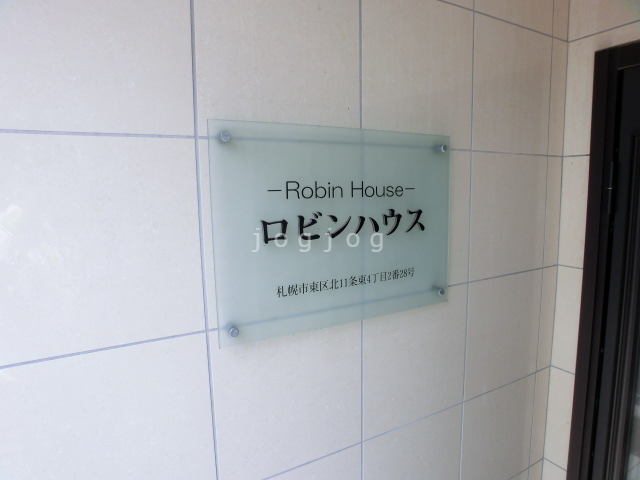 -Robin House-
ロビンハウス
jogjog
札幌市東区北11条東4丁目2番28号